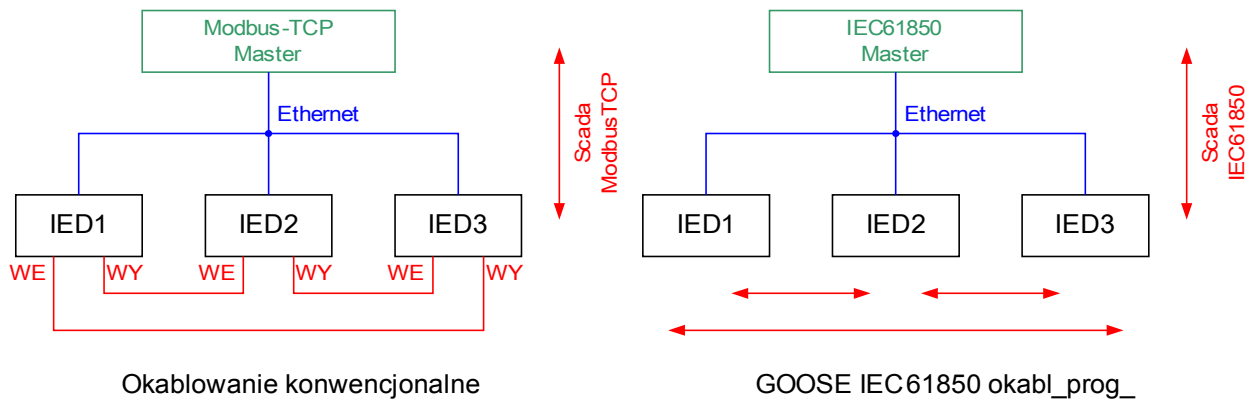 Modbus-TCP
Master
Ethernet
Scada
ModbusTCP
IED1
IED2
IED3
WE
WY
WE
WY
WE
WY
Okablowanie konwencjonalne
IEC61850
Master
Ethernet
Scada
IEC61850
IED1
IED2
IED3
GOOSE IEC61850 okabl_prog_